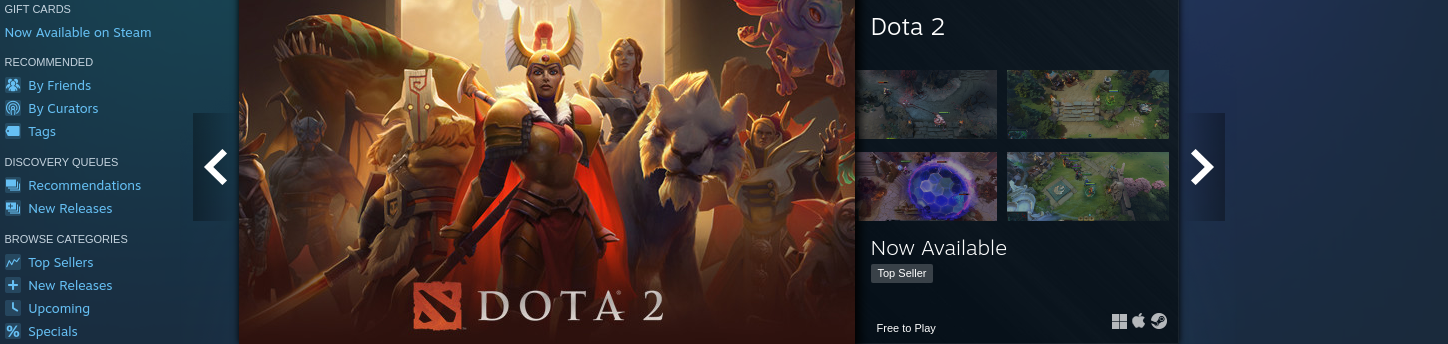 GIFT CARDS
Now Available on Steam
RECOMMENDED
By Friends
By Curators
Tags
DISCOVERY QUEUES
Recommendations
New Releases
BROWSE CATEGORIES
Top Sellers
New Releases
Upcoming
Specials
DOTA 2
Dota 2
Now Available
Top Seller
Free to Play